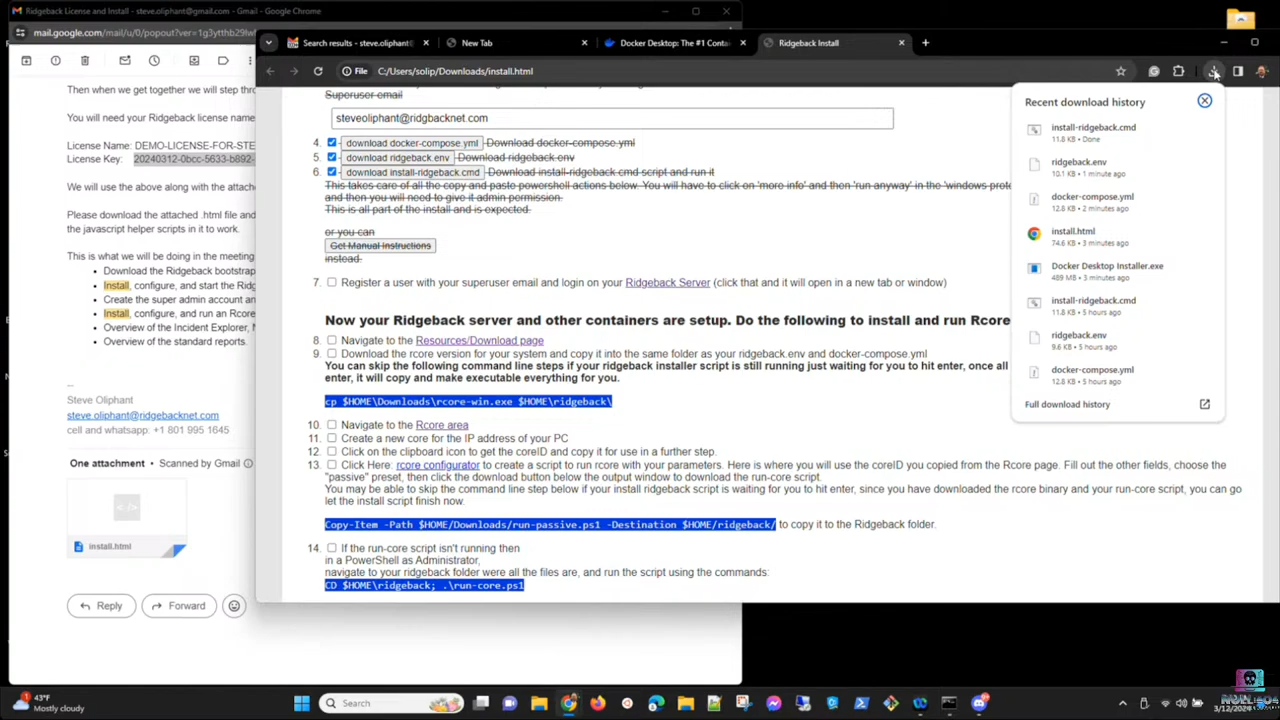 Ridgeback License and Install - steve.oliphant@gmail.com - Gmail - Google Chrome
mail.google.com/mail/u/0/popout?ver=1g3ytthb29lwf
Then when we get together we will step thro
You will need your Ridgeback license name
License Name: DEMO-LICENSE-FOR-STE
License Key: 20240312-0bcc-5633-b892-
We will use the above along with the attache
Please download the attached .html file and
the javascript helper scripts in it to work.
This is what we will be doing in the meeting
• Download the Ridgeback bootstrap
• Install, configure, and start the Ridg
• Create the super admin account an
• Install, configure, and run an Rcore
• Overview of the Incident Explorer, M
• Overview of the standard reports.
--
Steve Oliphant
steve.oliphant@ridgebacknet.com
cell and whatsapp: +1 801 995 1645
One attachment • Scanned by Gmail
install.html
Reply
Forward
Search results - steve.oliphant@
New Tab
Docker Desktop: The #1 Conta
Ridgeback Install
File
C:/Users/solip/Downloads/install.html
Superuser email
steveoliphant@ridgbacknet.com
4. download docker-compose.yml Download docker-compose.yml
5. download ridgeback.env Download ridgeback.env
6. download install-ridgeback.cmd Download install-ridgeback.cmd script and run it
This takes care of all the copy and paste powershell actions below. You will have to click on 'more info' and then 'run anyway' in the 'windows prote
and then you will need to give it admin permission.
This is all part of the install and is expected.
or you can
Get Manual Instructions
instead.
7. Register a user with your superuser email and login on your Ridgeback Server (click that and it will open in a new tab or window)
Now your Ridgeback server and other containers are setup. Do the following to install and run Rcore
8. Navigate to the Resources/Download page
9. Download the rcore version for your system and copy it into the same folder as your ridgeback.env and docker-compose.yml
You can skip the following command line steps if your ridgeback installer script is still running just waiting for you to hit enter, once all
enter, it will copy and make executable everything for you.
cp $HOME\Downloads\rcore-win.exe $HOME\ridgeback\
10. Navigate to the Rcore area
11. Create a new core for the IP address of your PC
12. Click on the clipboard icon to get the coreID and copy it for use in a further step.
13. Click Here: rcore configurator to create a script to run rcore with your parameters. Here is where you will use the coreID you copied from the Rcore page. Fill out the other fields, choose the
"passive" preset, then click the download button below the output window to download the run-core script.
You may be able to skip the command line step below if your install ridgeback script is waiting for you to hit enter, since you have downloaded the rcore binary and your run-core script, you can go
let the install script finish now.
Copy-Item -Path $HOME/Downloads/run-passive.ps1 -Destination $HOME/ridgeback/ to copy it to the Ridgeback folder.
14. If the run-core script isn't running then
in a PowerShell as Administrator,
navigate to your ridgeback folder were all the files are, and run the script using the commands:
CD $HOME\ridgeback; .\run-core.ps1
Recent download history
install-ridgeback.cmd
11.8 KB • Done
ridgeback.env
10.1 KB • 1 minute ago
docker-compose.yml
12.8 KB • 2 minutes ago
install.html
74.6 KB • 3 minutes ago
Docker Desktop Installer.exe
489 MB • 3 minutes ago
install-ridgeback.cmd
11.8 KB • 5 hours ago
ridgeback.env
9.6 KB • 5 hours ago
docker-compose.yml
12.8 KB • 5 hours ago
Full download history
43°F
Mostly cloudy
Search